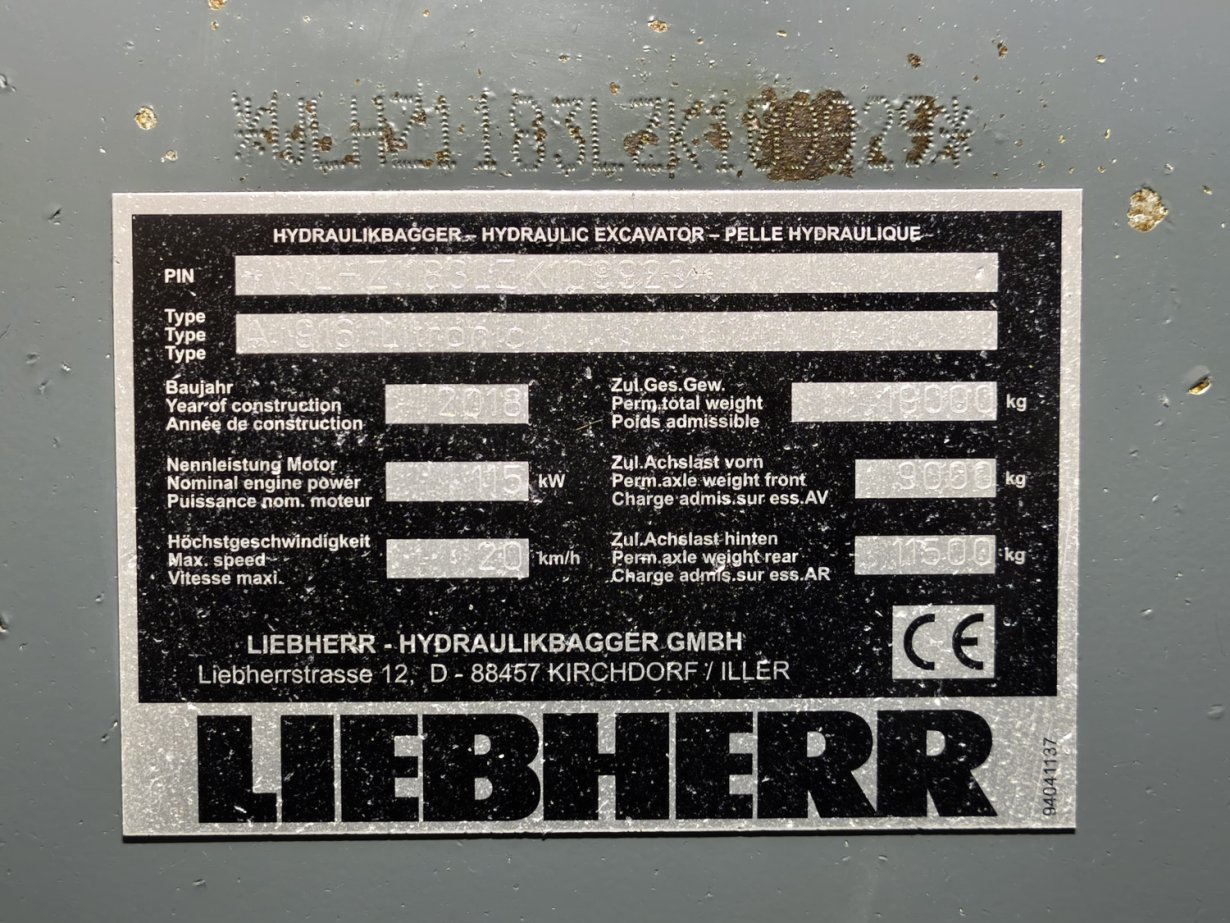 *WLHZ1183LZK109929*
HYDRAULIKBAGGER – HYDRAULIC EXCAVATOR – PELLE HYDRAULIQUE
PIN *WLHZ1183LZK109929*
Type
Type A 916 Litronic
Type
Baujahr
Year of construction 2018
Année de construction
Zul.Ges.Gew.
Perm.total weight 19000 kg
Poids admissible
Nennleistung Motor
Nominal engine power 115 kW
Puissance nom. moteur
Zul.Achslast vorn
Perm.axle weight front 9000 kg
Charge admis.sur ess.AV
Höchstgeschwindigkeit
Max. speed 20 km/h
Vitesse maxi.
Zul.Achslast hinten
Perm.axle weight rear 11500 kg
Charge admis.sur ess.AR
LIEBHERR - HYDRAULIKBAGGER GMBH
Liebherrstrasse 12, D - 88457 KIRCHDORF / ILLER
CE
LIEBHERR
94041137